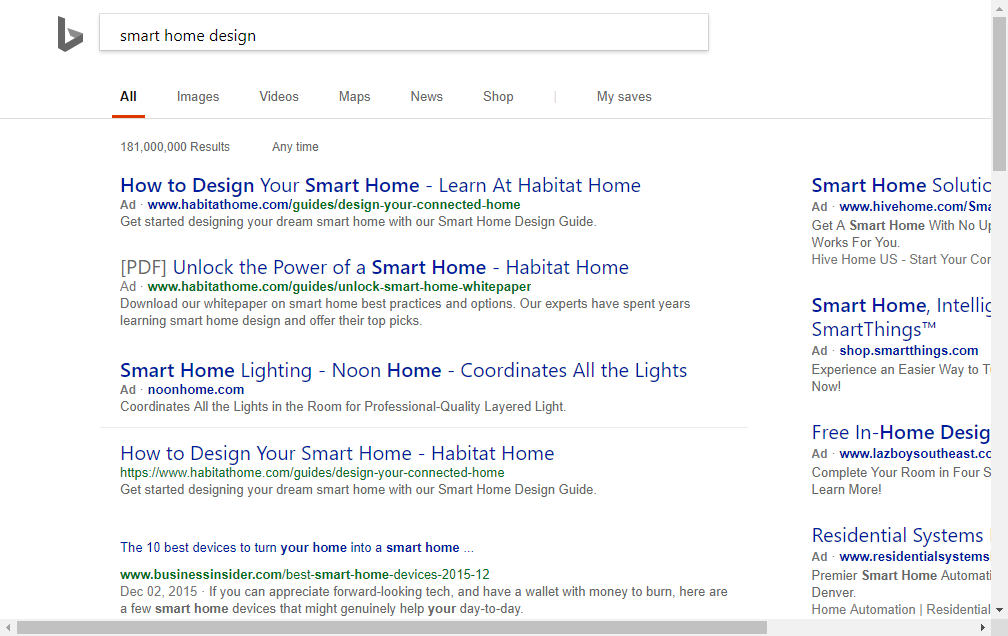 smart home design
All Images Videos Maps News Shop | My saves
181,000,000 Results Any time
How to Design Your Smart Home - Learn At Habitat Home
Ad · www.habitathome.com/guides/design-your-connected-home
Get started designing your dream smart home with our Smart Home Design Guide.
[PDF] Unlock the Power of a Smart Home - Habitat Home
Ad · www.habitathome.com/guides/unlock-smart-home-whitepaper
Download our whitepaper on smart home best practices and options. Our experts have spent years
learning smart home design and offer their top picks.
Smart Home Lighting - Noon Home - Coordinates All the Lights
Ad · noonhome.com
Coordinates All the Lights in the Room for Professional-Quality Layered Light.
How to Design Your Smart Home - Habitat Home
https://www.habitathome.com/guides/design-your-connected-home
Get started designing your dream smart home with our Smart Home Design Guide.
The 10 best devices to turn your home into a smart home ...
www.businessinsider.com/best-smart-home-devices-2015-12
Dec 02, 2015 · If you can appreciate forward-looking tech, and have a wallet with money to burn, here are
a few smart home devices that might genuinely help your day-to-day.
Smart Home Solutio
Ad · www.hivehome.com/Sma
Get A Smart Home With No Up
Works For You.
Hive Home US - Start Your Con
Smart Home, Intellig
SmartThings™
Ad · shop.smartthings.com
Experience an Easier Way to T
Now!
Free In-Home Desig
Ad · www.lazboysoutheast.co
Complete Your Room in Four S
Learn More!
Residential Systems
Ad · www.residentialsystems
Premier Smart Home Automati
Denver.
Home Automation | Residential